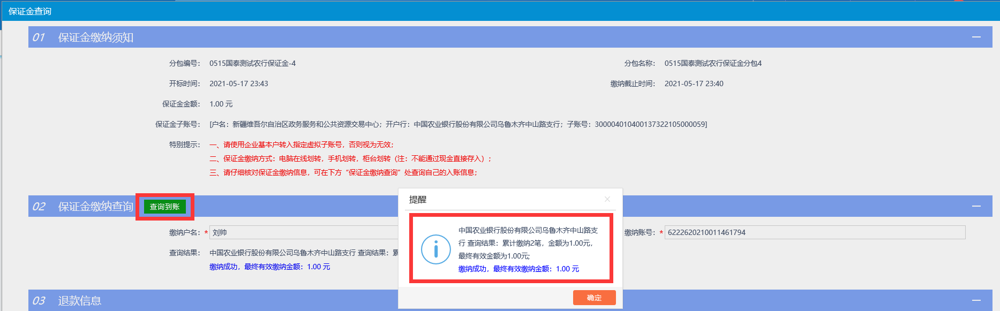 保证金查询
01 保证金缴纳须知
分包编号： 0515国泰测试农行保证金-4 分包名称： 0515国泰测试农行保证金分包4
开标时间： 2021-05-17 23:43 缴纳截止时间： 2021-05-17 23:40
保证金金额： 1.00 元
保证金子账号： [户名：新疆维吾尔自治区政务服务和公共资源交易中心；开户行：中国农业银行股份有限公司乌鲁木齐中山路支行；子账号：30000401040013732210500​0059]
特别提示： 一、请使用企业基本户转入指定虚拟子账号，否则视为无效；
二、保证金缴纳方式：电脑在线划转，手机划转，柜台划转（注：不能通过现金直接存入）；
三、请仔细核对保证金缴纳信息，可在下方“保证金缴纳查询”处查询自己的入账信息；
02 保证金缴纳查询 查询到账
缴纳户名： * 刘帅 缴纳账号： * 6222620210011461794
查询结果： 中国农业银行股份有限公司乌鲁木齐中山路支行 查询结果：累
缴纳成功，最终有效缴纳金额：1.00 元
提醒
中国农业银行股份有限公司乌鲁木齐中山路支
行 查询结果：累计缴纳2笔，金额为1.00元，
最终有效金额为1.00元;
缴纳成功，最终有效缴纳金额：1.00 元
确定
03 退款信息